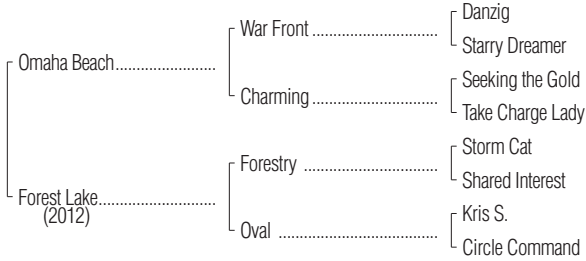 Danzig
War Front
Starry Dreamer
Omaha Beach
Seeking the Gold
Charming
Take Charge Lady
Storm Cat
Forestry
Shared Interest
Forest Lake
(2012)
Kris S.
Oval
Circle Command